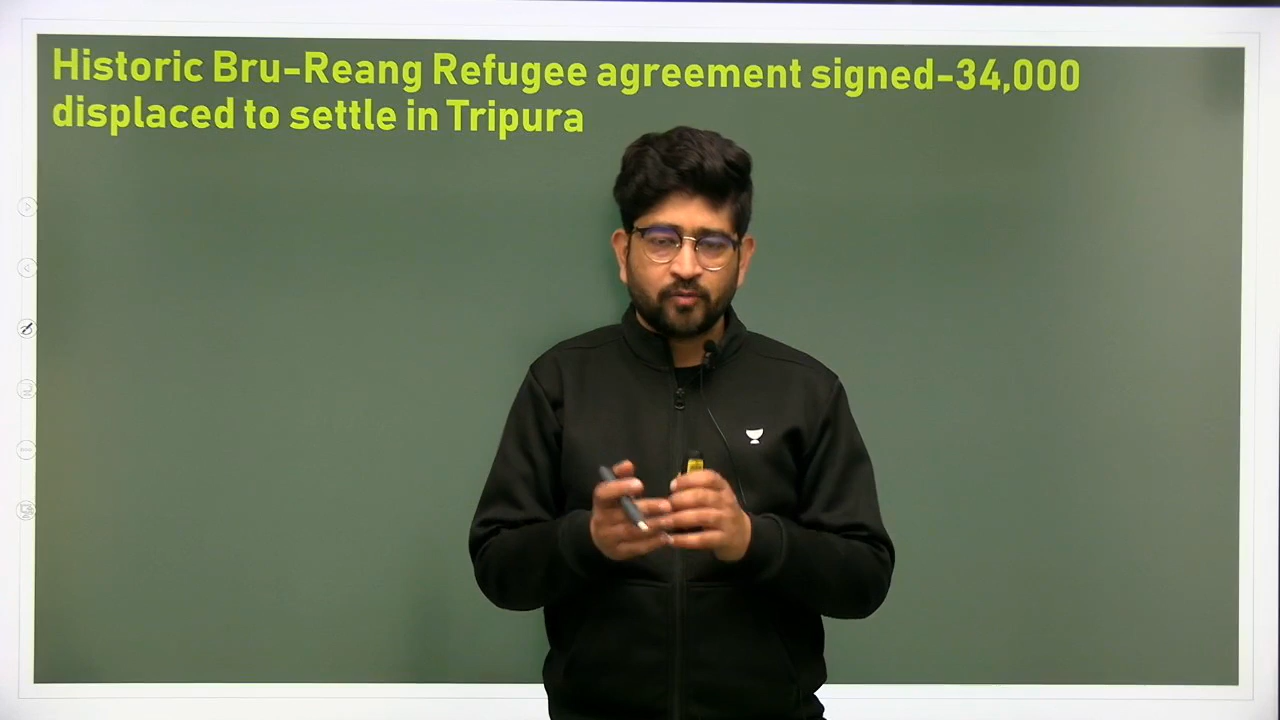 Historic Bru-Reang Refugee agreement signed-34,000
displaced to settle in Tripura